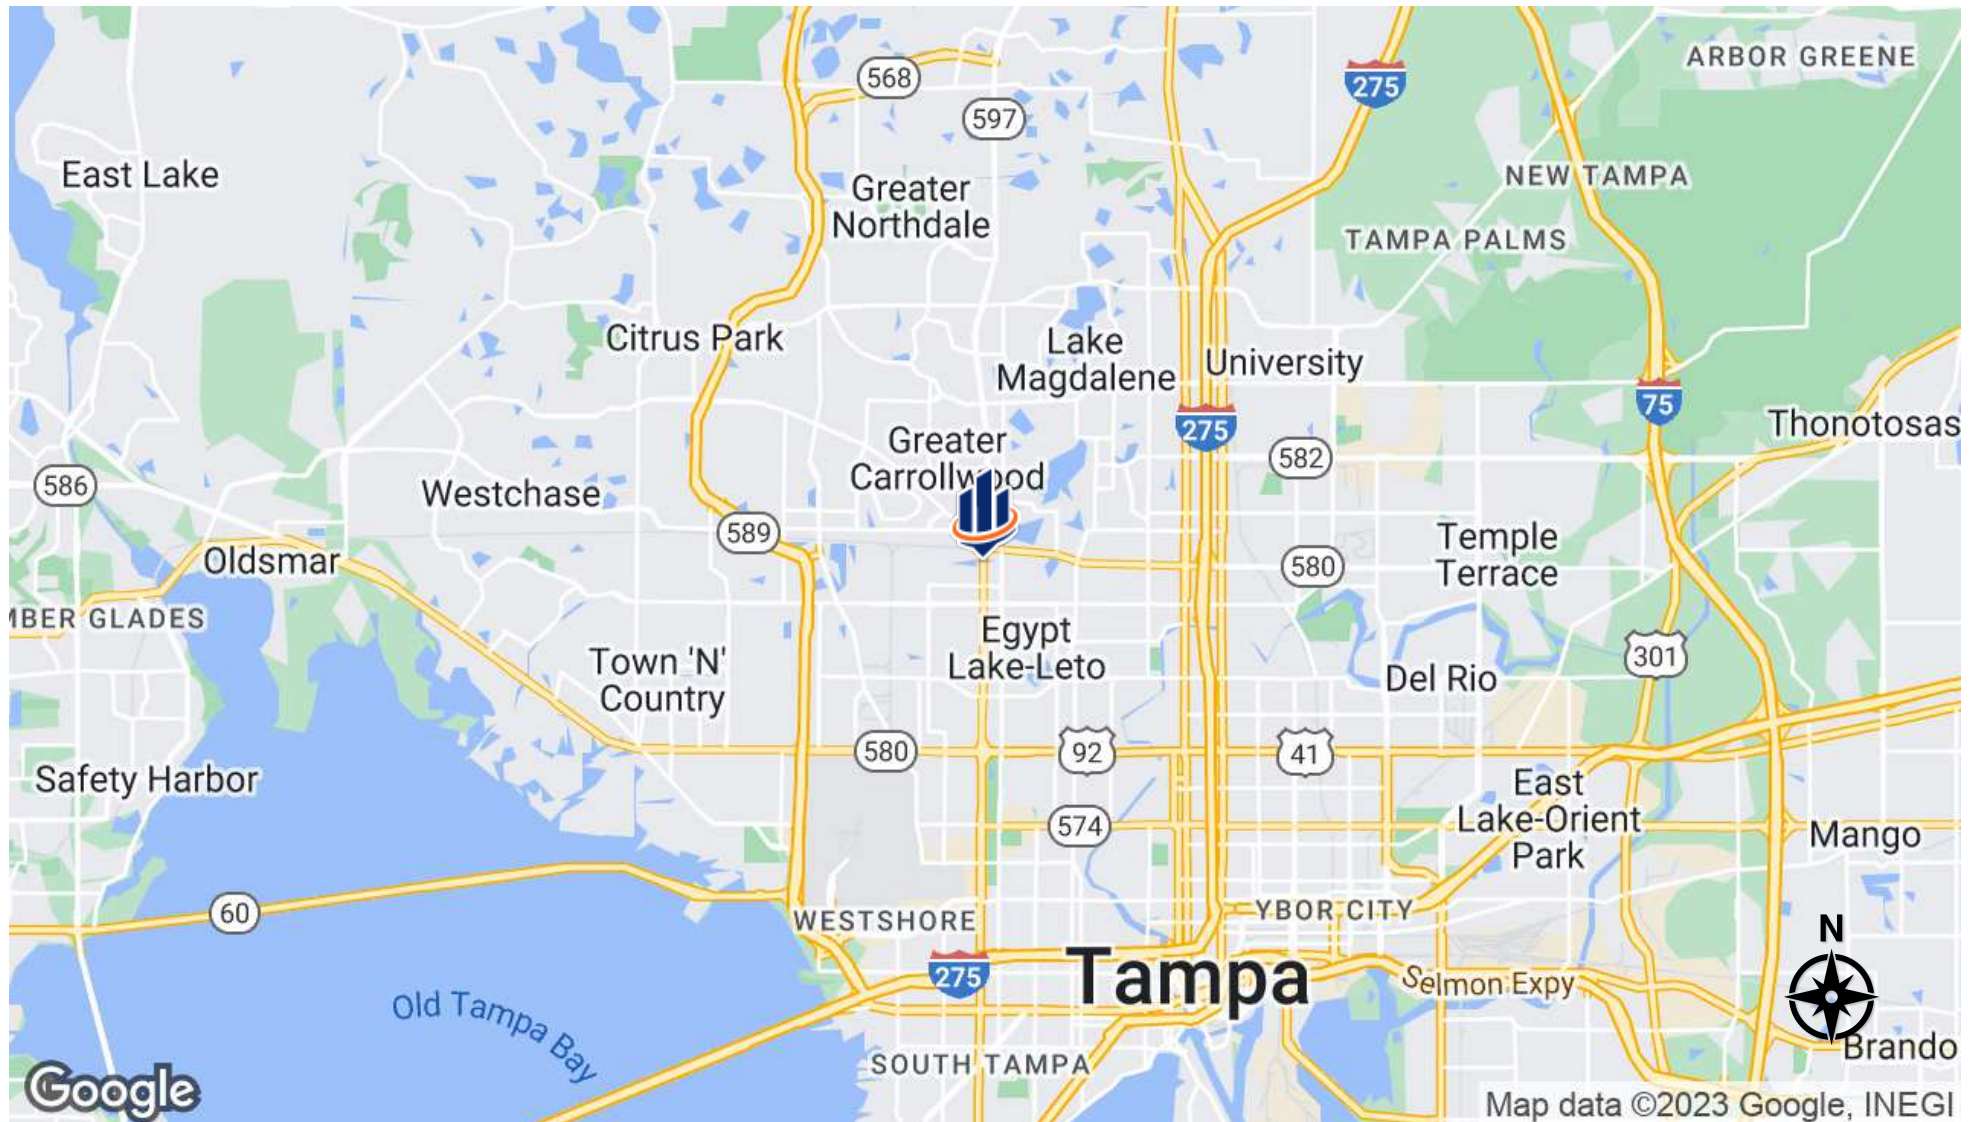 ARBOR GREENE
568
275
597
East Lake
NEW TAMPA
Greater
Northdale
TAMPA PALMS
Citrus Park
Lake
Magdalene
University
75
Thonotosas
275
Greater
Carrollwood
582
586
Westchase
589
Temple
Terrace
580
Oldsmar
MBER GLADES
Egypt
Lake-Leto
Town 'N'
Country
301
Del Rio
580
92
41
Safety Harbor
East
Lake-Orient
Park
574
Mango
60
WESTSHORE
YBOR CITY
N
275
Tampa
Selmon Expy
Old Tampa Bay
Brando
SOUTH TAMPA
Google
Map data ©2023 Google, INEGI